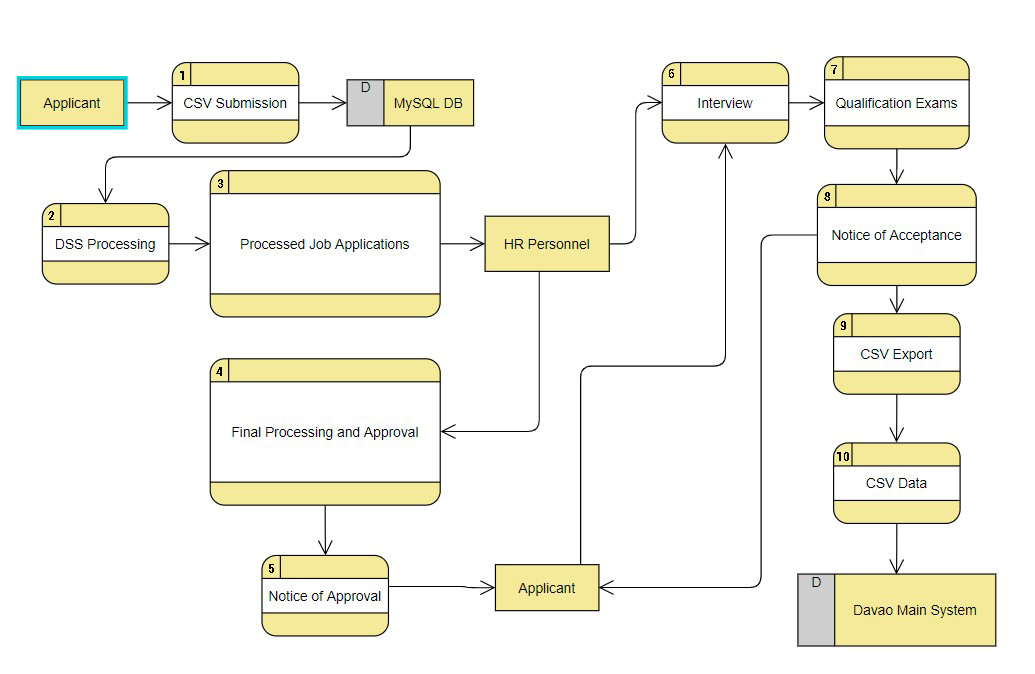 Applicant
1
CSV Submission
D
MySQL DB
2
DSS Processing
3
Processed Job Applications
HR Personnel
4
Final Processing and Approval
5
Notice of Approval
Applicant
6
Interview
7
Qualification Exams
8
Notice of Acceptance
9
CSV Export
10
CSV Data
D
Davao Main System